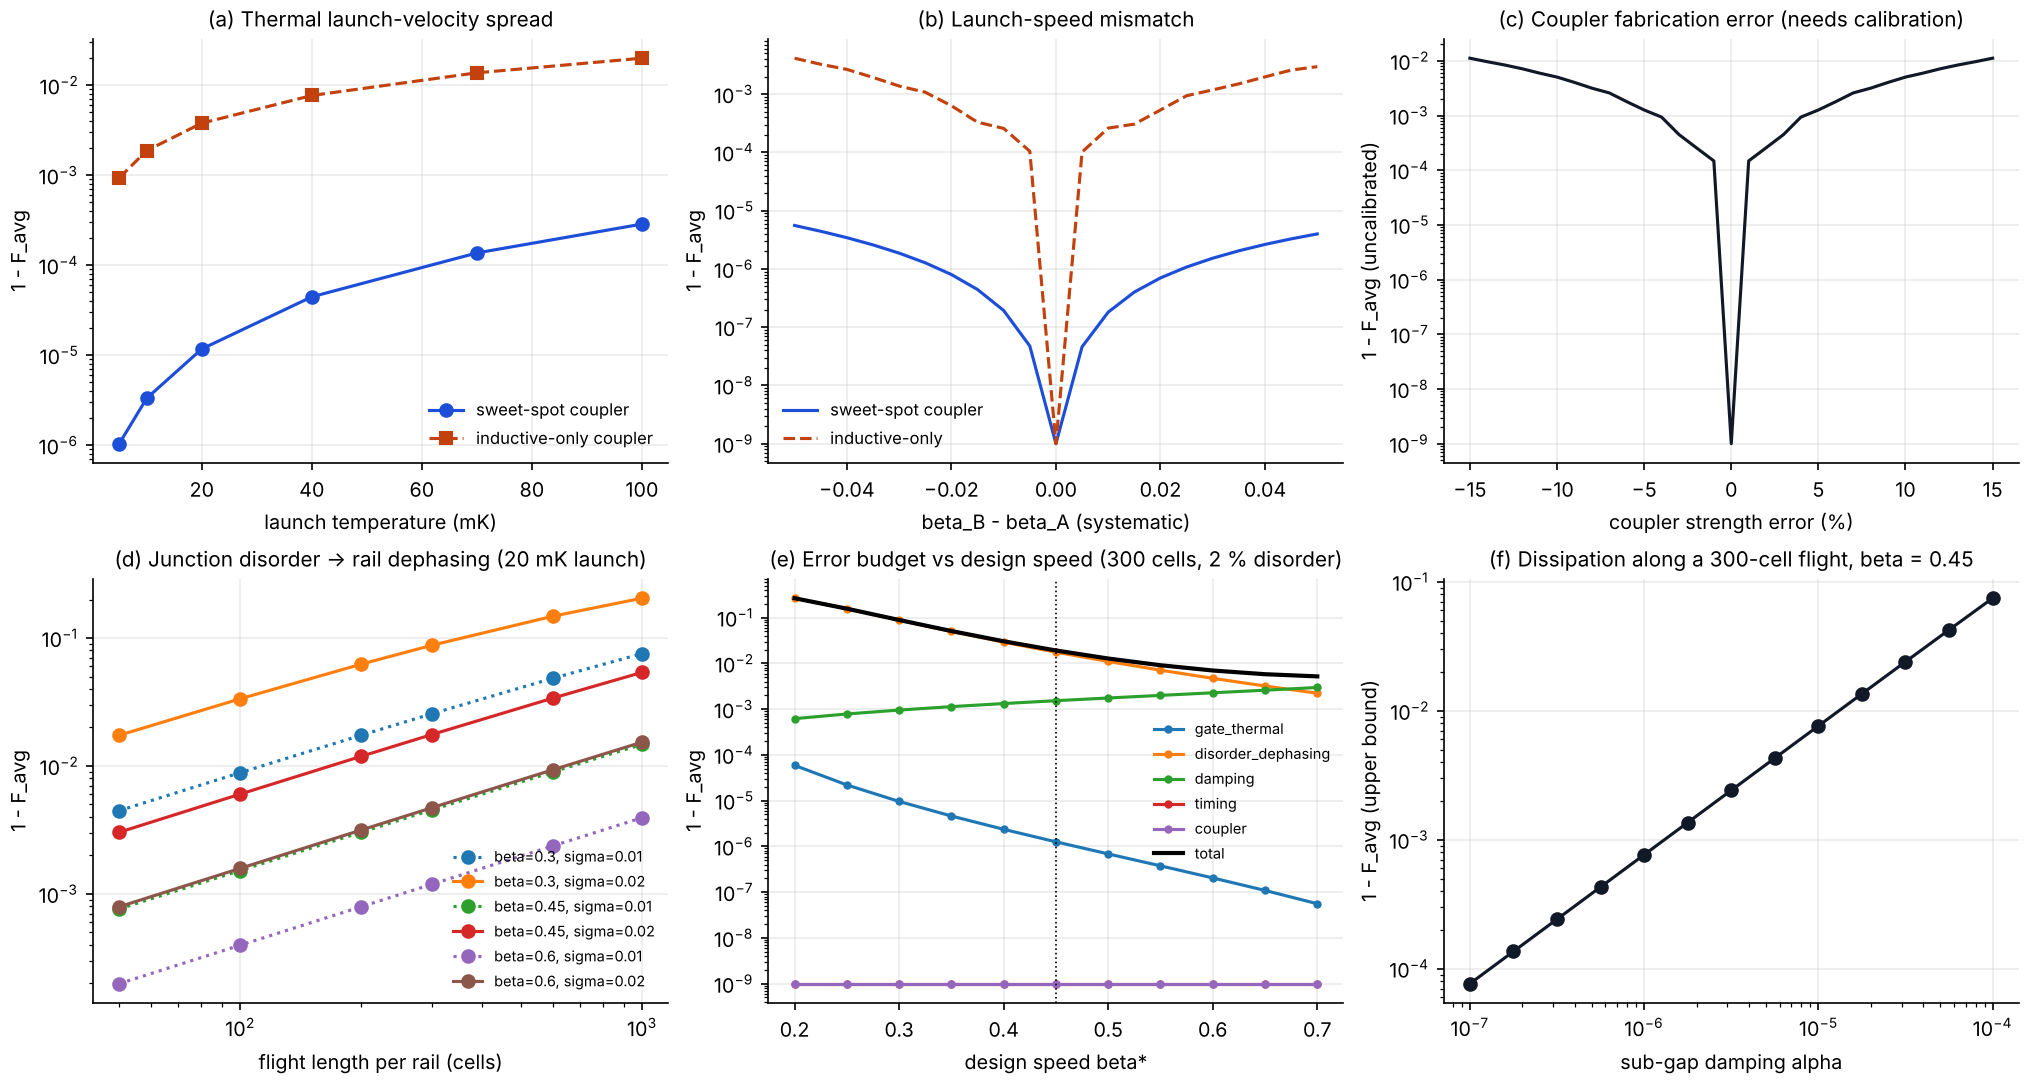 (a) Thermal launch-velocity spread
1 - F_avg
10⁻²
10⁻³
10⁻⁴
10⁻⁵
10⁻⁶
sweet-spot coupler
inductive-only coupler
20 40 60 80 100
launch temperature (mK)
(b) Launch-speed mismatch
1 - F_avg
10⁻³
10⁻⁴
10⁻⁵
10⁻⁶
10⁻⁷
10⁻⁸
10⁻⁹
sweet-spot coupler
inductive-only
−0.04 −0.02 0.00 0.02 0.04
beta_B - beta_A (systematic)
(c) Coupler fabrication error (needs calibration)
1 - F_avg (uncalibrated)
10⁻²
10⁻³
10⁻⁴
10⁻⁵
10⁻⁶
10⁻⁷
10⁻⁸
10⁻⁹
−15 −10 −5 0 5 10 15
coupler strength error (%)
(d) Junction disorder → rail dephasing (20 mK launch)
1 - F_avg
10⁻¹
10⁻²
10⁻³
beta=0.3, sigma=0.01
beta=0.3, sigma=0.02
beta=0.45, sigma=0.01
beta=0.45, sigma=0.02
beta=0.6, sigma=0.01
beta=0.6, sigma=0.02
10² 10³
flight length per rail (cells)
(e) Error budget vs design speed (300 cells, 2 % disorder)
1 - F_avg
10⁻¹
10⁻²
10⁻³
10⁻⁴
10⁻⁵
10⁻⁶
10⁻⁷
10⁻⁸
10⁻⁹
gate_thermal
disorder_dephasing
damping
timing
coupler
total
0.2 0.3 0.4 0.5 0.6 0.7
design speed beta*
(f) Dissipation along a 300-cell flight, beta = 0.45
1 - F_avg (upper bound)
10⁻¹
10⁻²
10⁻³
10⁻⁴
10⁻⁷ 10⁻⁶ 10⁻⁵ 10⁻⁴
sub-gap damping alpha